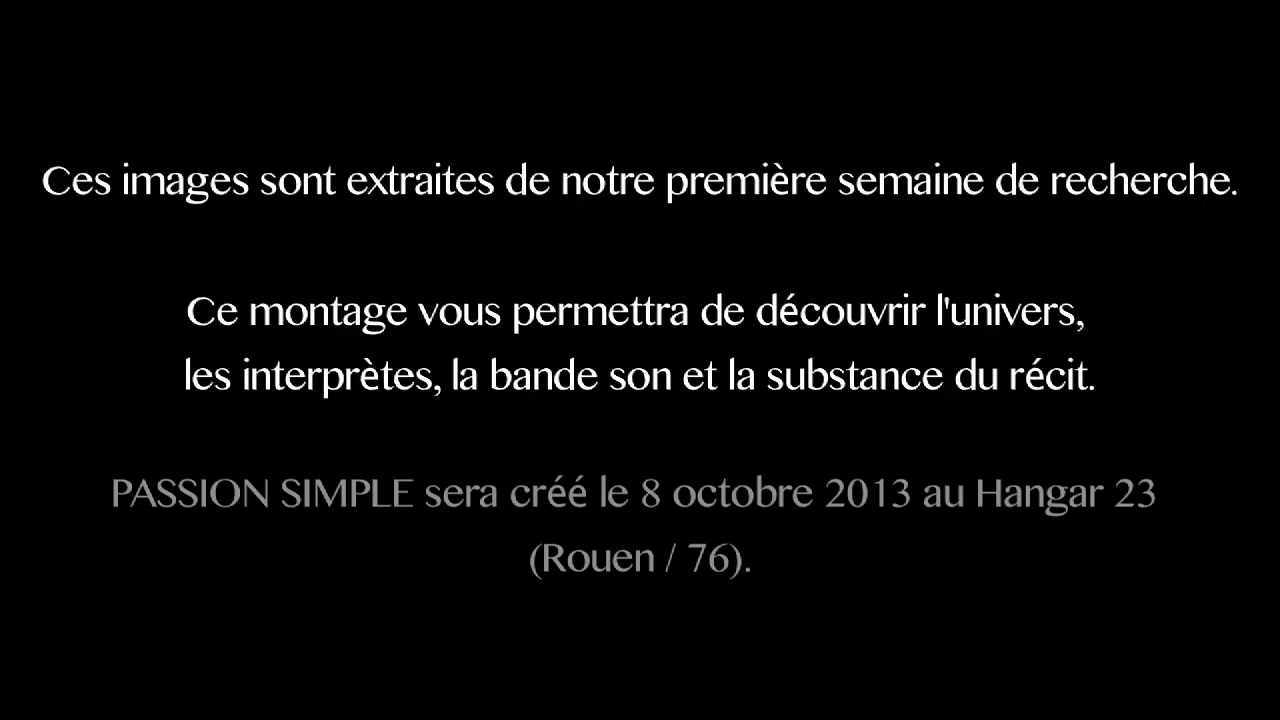 Ces images sont extraites de notre première semaine de recherche.
Ce montage vous permettra de découvrir l'univers,
les interprètes, la bande son et la substance du récit.
PASSION SIMPLE sera créé le 8 octobre 2013 au Hangar 23
(Rouen / 76).